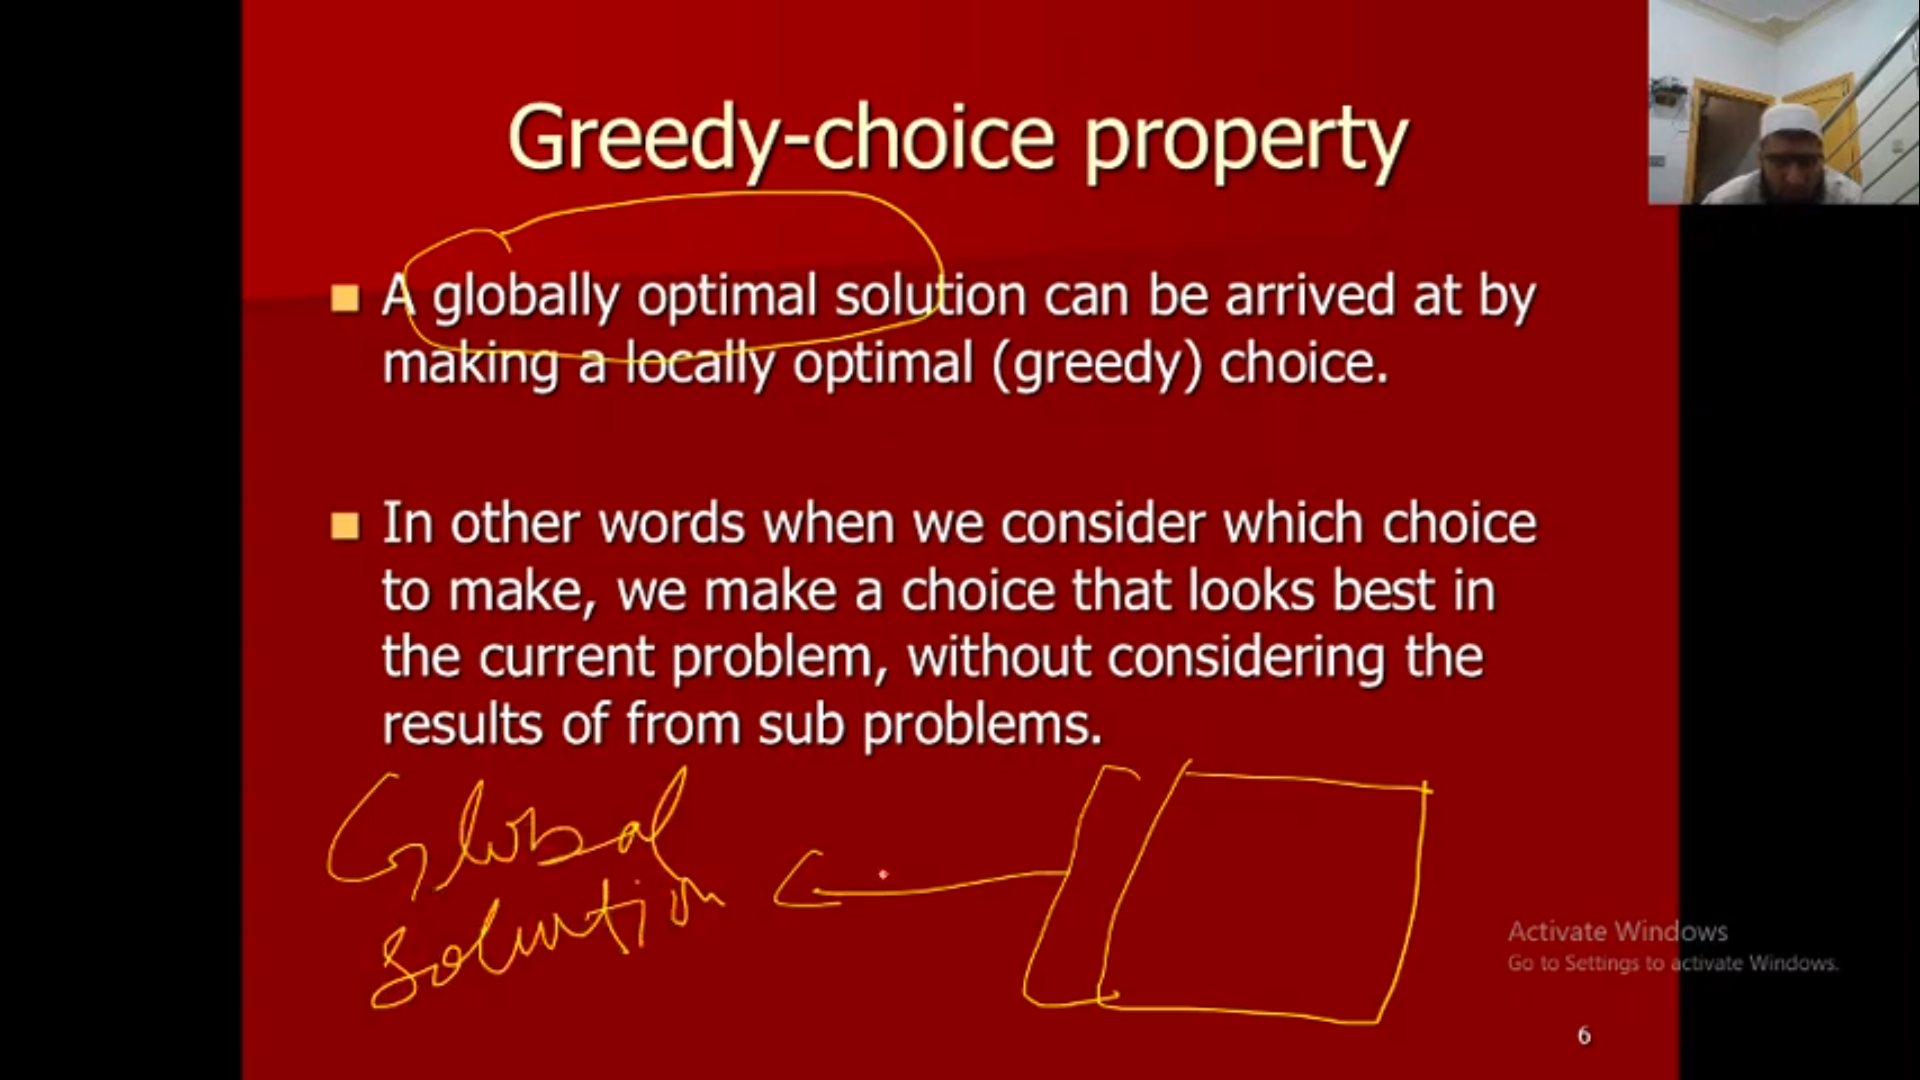 Greedy-choice property
A globally optimal solution can be arrived at by
making a locally optimal (greedy) choice.
In other words when we consider which choice
to make, we make a choice that looks best in
the current problem, without considering the
results of from sub problems.
Global
solution
Activate Windows
Go to Settings to activate Windows.
6